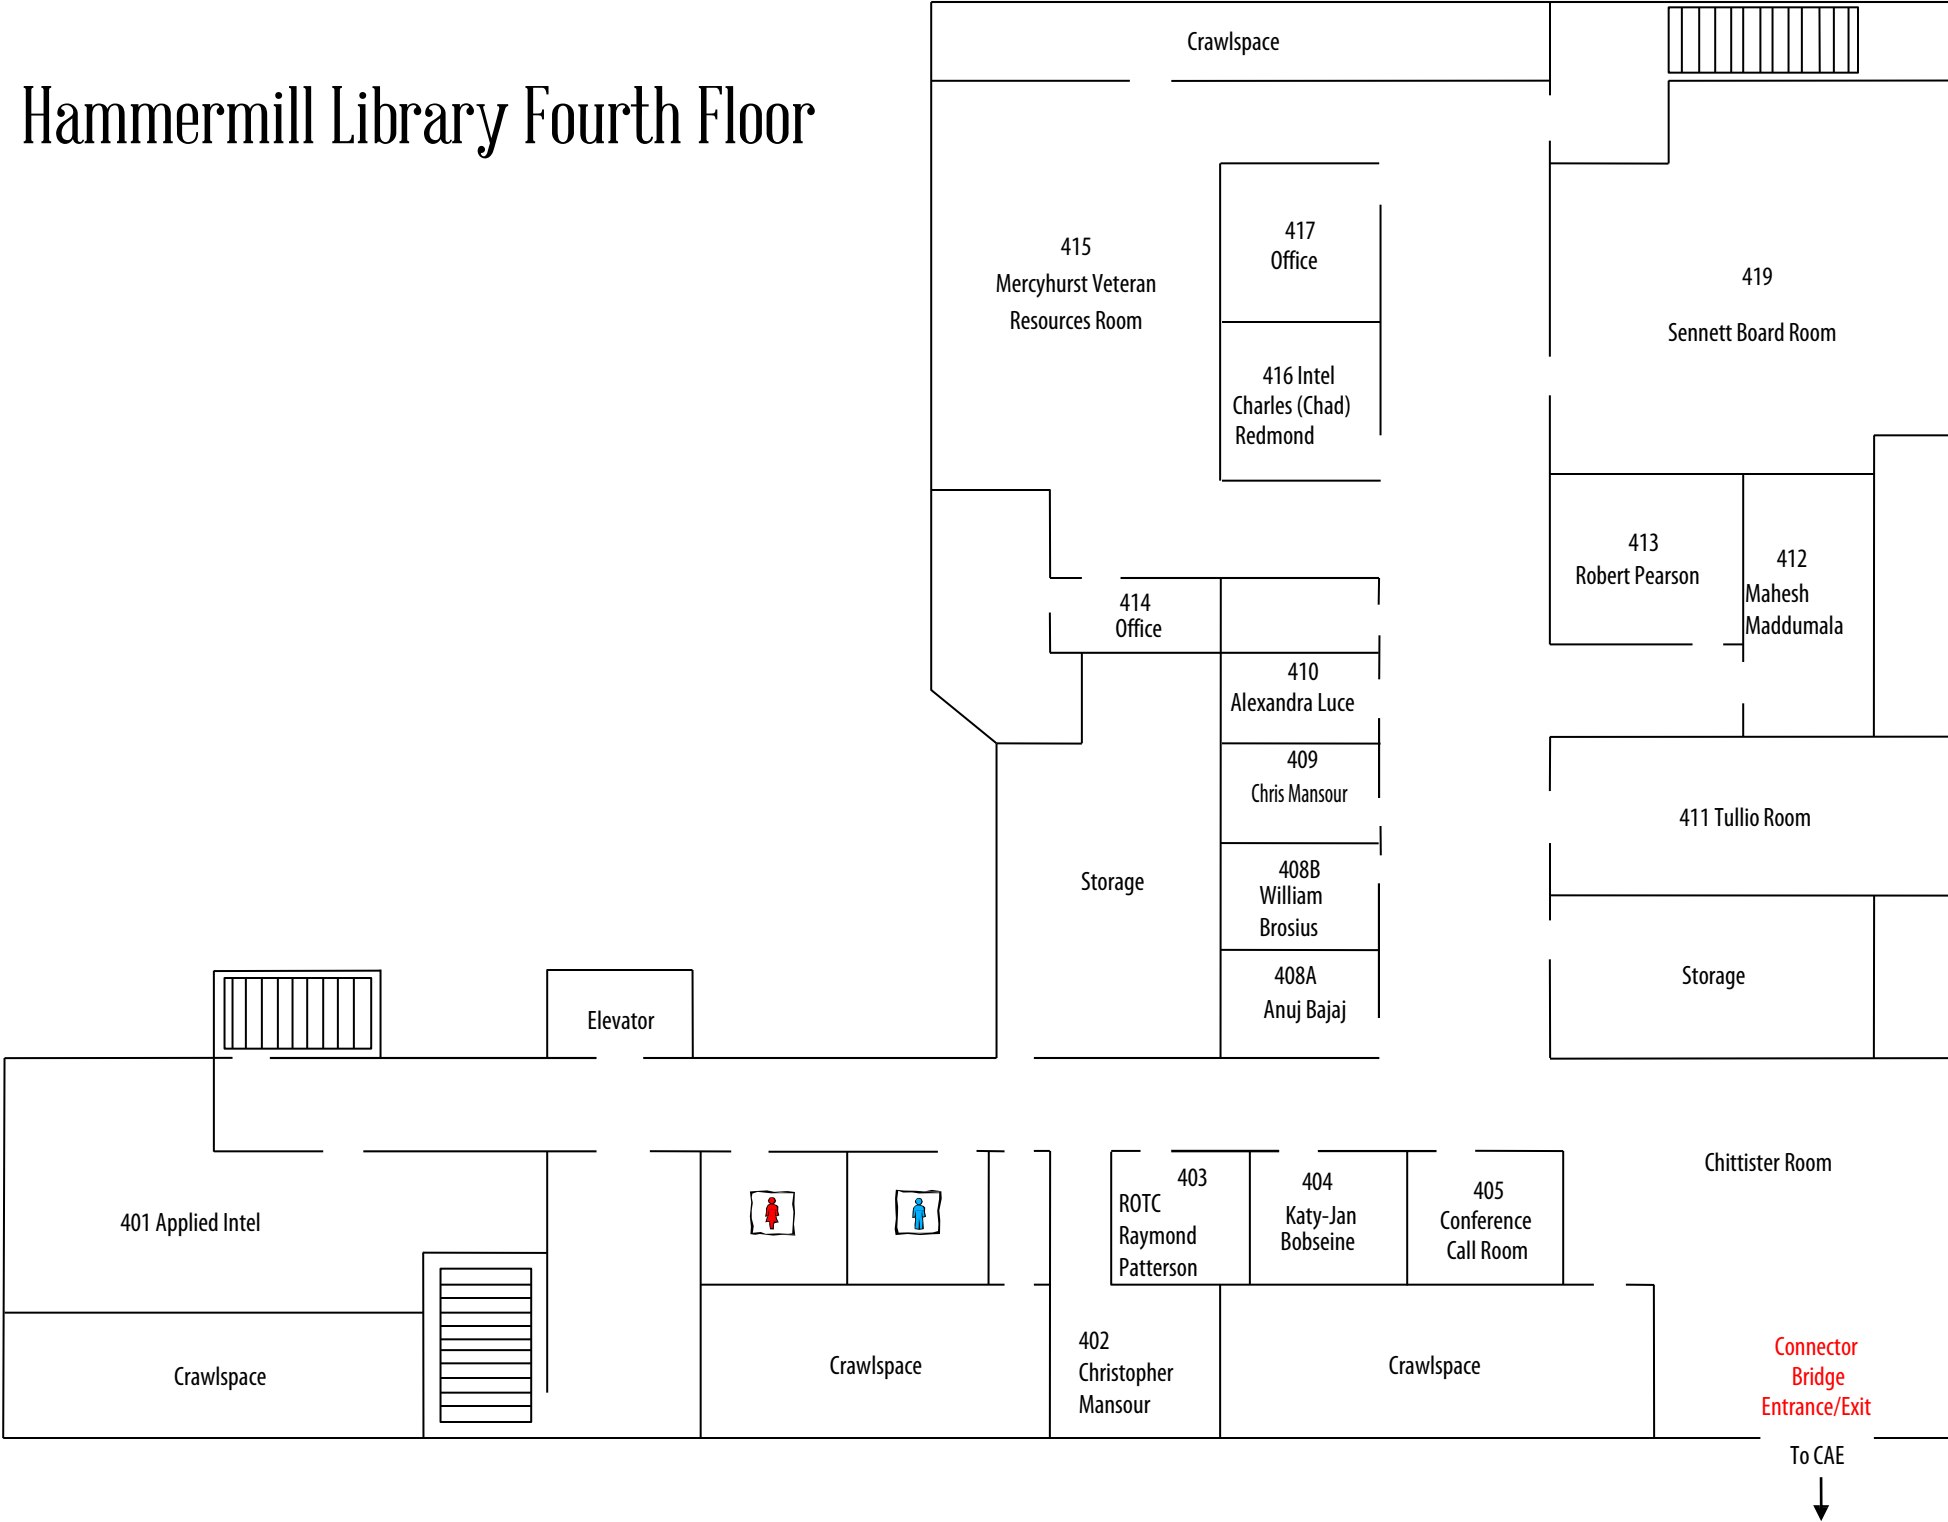 Hammermill Library Fourth Floor
Crawlspace
415
Mercyhurst Veteran
Resources Room
417
Office
416 Intel
Charles (Chad)
Redmond
419
Sennett Board Room
413
Robert Pearson
412
Mahesh
Maddumala
414
Office
410
Alexandra Luce
409
Chris Mansour
411 Tullio Room
408B
William
Brosius
Storage
408A
Anuj Bajaj
Storage
Elevator
Chittister Room
401 Applied Intel
403
ROTC
Raymond
Patterson
404
Katy-Jan
Bobseine
405
Conference
Call Room
Crawlspace
Crawlspace
402
Christopher
Mansour
Crawlspace
Connector
Bridge
Entrance/Exit
To CAE